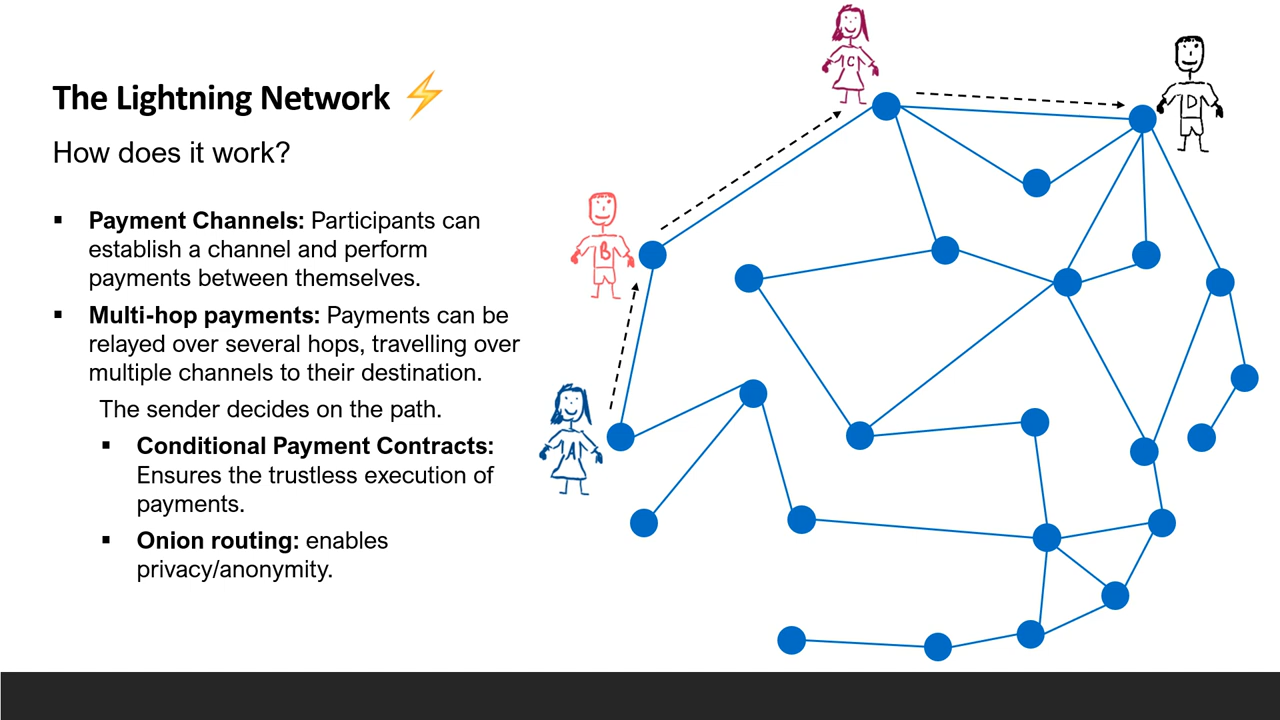 The Lightning Network ⚡
How does it work?
▪ Payment Channels: Participants can
establish a channel and perform
payments between themselves.
▪ Multi-hop payments: Payments can be
relayed over several hops, travelling over
multiple channels to their destination.
The sender decides on the path.
▪ Conditional Payment Contracts:
Ensures the trustless execution of
payments.
▪ Onion routing: enables
privacy/anonymity.
C
D
B
A